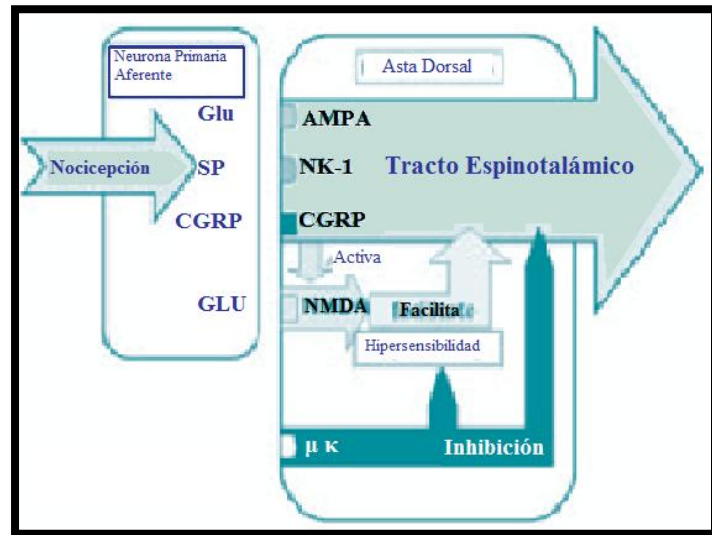 Neurona Primaria
Aferente
Asta Dorsal
Glu
AMPA
Nocicepción
SP
NK-1
Tracto Espinotalámico
CGRP
CGRP
Activa
GLU
NMDA
Facilita
Hipersensibilidad
μ κ
Inhibición